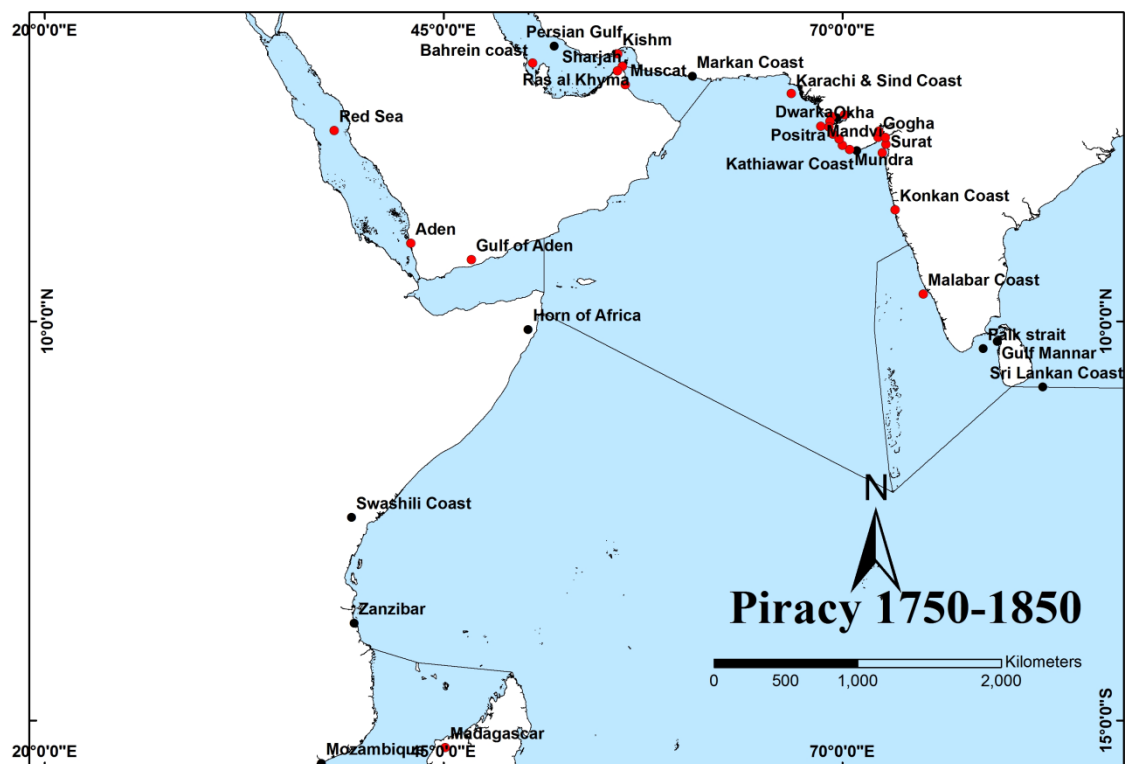 20°0'0"E 45°0'0"E 70°0'0"E
Persian Gulf
Kishm
Bahrein coast
Sharjah
Markan Coast
Ras al Khyma
Muscat
Karachi & Sind Coast
Red Sea
Dwarka
Okha
Gogha
Positra
Mandvi
Surat
Kathiawar Coast
Mundra
Konkan Coast
Aden
Gulf of Aden
Malabar Coast
10°0'0"N
10°0'0"N
Horn of Africa
Palk strait
Gulf Mannar
Sri Lankan Coast
N
Swashili Coast
Piracy 1750-1850
Zanzibar
Kilometers
0 500 1,000 2,000
15°0'0"S
Madagascar
Mozambique
20°0'0"E 45°0'0"E 70°0'0"E